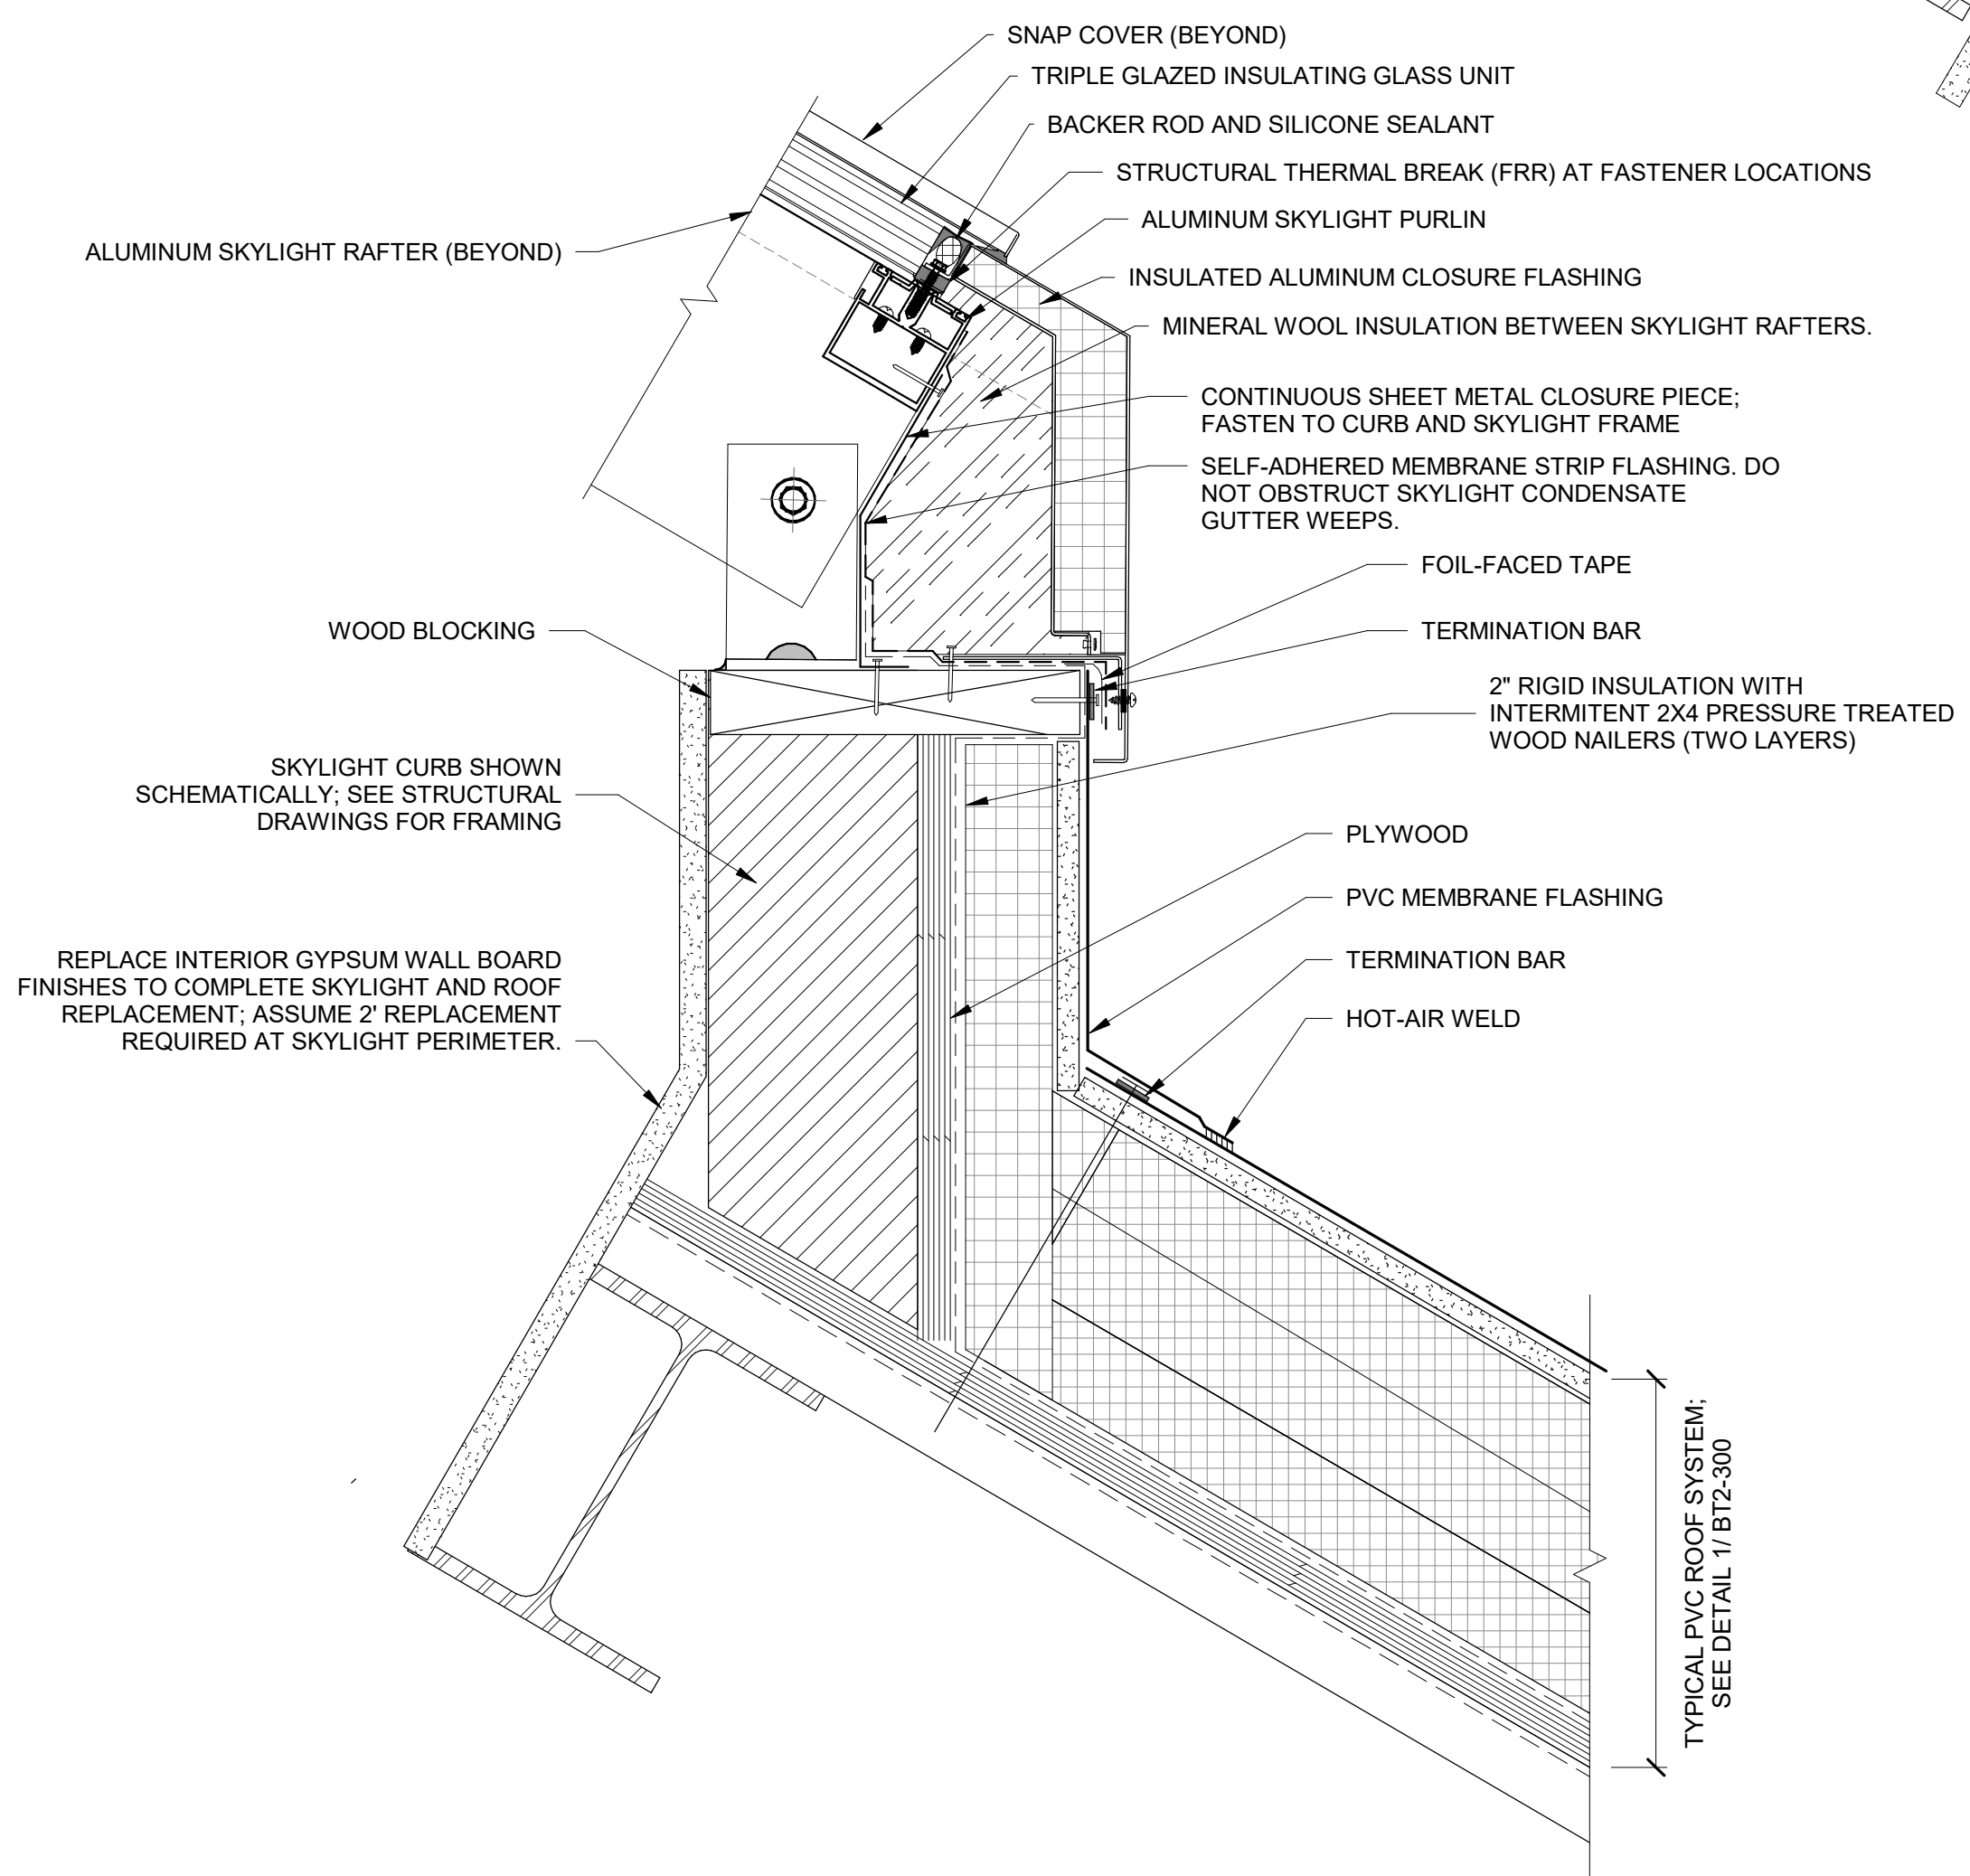 SNAP COVER (BEYOND)
TRIPLE GLAZED INSULATING GLASS UNIT
BACKER ROD AND SILICONE SEALANT
STRUCTURAL THERMAL BREAK (FRR) AT FASTENER LOCATIONS
ALUMINUM SKYLIGHT PURLIN
ALUMINUM SKYLIGHT RAFTER (BEYOND)
INSULATED ALUMINUM CLOSURE FLASHING
MINERAL WOOL INSULATION BETWEEN SKYLIGHT RAFTERS.
CONTINUOUS SHEET METAL CLOSURE PIECE;
FASTEN TO CURB AND SKYLIGHT FRAME
SELF-ADHERED MEMBRANE STRIP FLASHING. DO
NOT OBSTRUCT SKYLIGHT CONDENSATE
GUTTER WEEPS.
FOIL-FACED TAPE
WOOD BLOCKING
TERMINATION BAR
2" RIGID INSULATION WITH
INTERMITENT 2X4 PRESSURE TREATED
WOOD NAILERS (TWO LAYERS)
SKYLIGHT CURB SHOWN
SCHEMATICALLY; SEE STRUCTURAL
DRAWINGS FOR FRAMING
PLYWOOD
PVC MEMBRANE FLASHING
REPLACE INTERIOR GYPSUM WALL BOARD
FINISHES TO COMPLETE SKYLIGHT AND ROOF
REPLACEMENT; ASSUME 2' REPLACEMENT
REQUIRED AT SKYLIGHT PERIMETER.
TERMINATION BAR
HOT-AIR WELD
TYPICAL PVC ROOF SYSTEM;
SEE DETAIL 1/ BT2-300